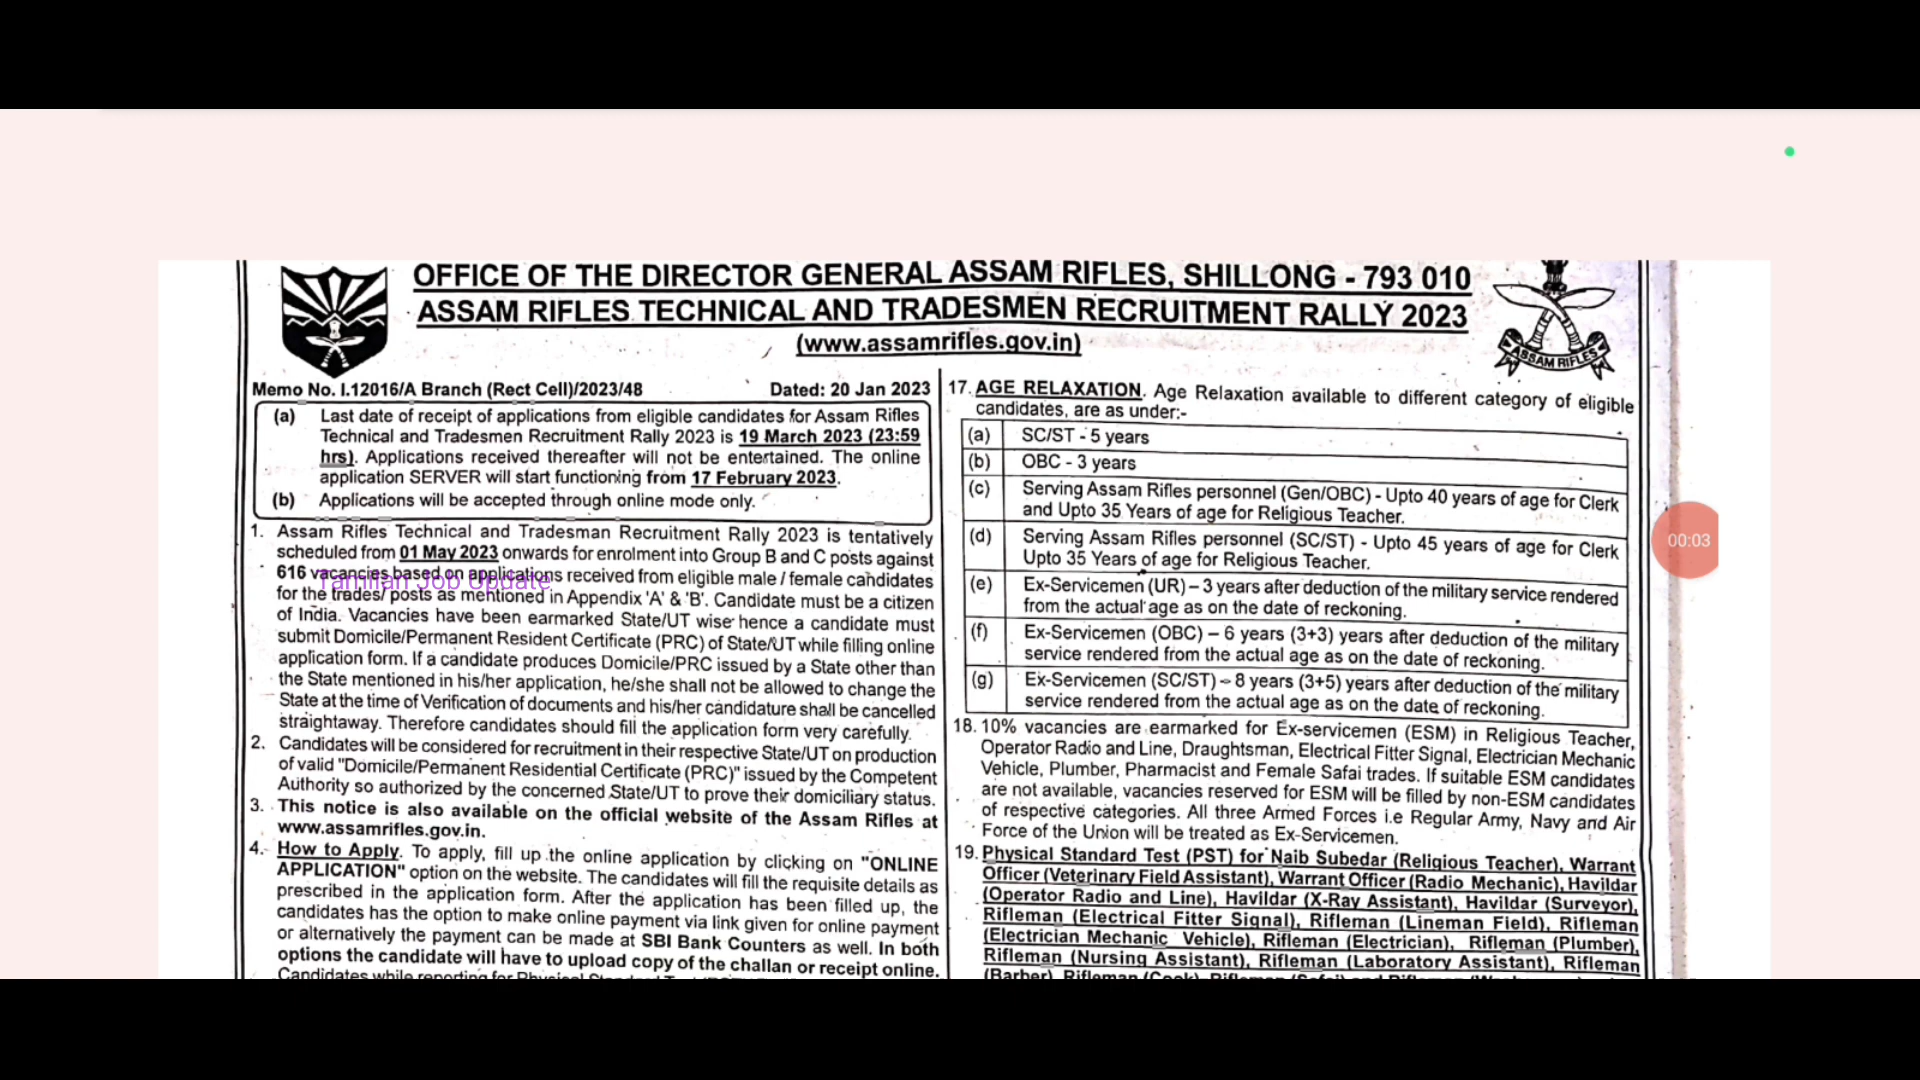 OFFICE OF THE DIRECTOR GENERAL ASSAM RIFLES, SHILLONG - 793 010
ASSAM RIFLES TECHNICAL AND TRADESMEN RECRUITMENT RALLY 2023
(www.assamrifles.gov.in)
ASSAM RIFLES
Memo No. I.12016/A Branch (Rect Cell)/2023/48 Dated: 20 Jan 2023
(a) Last date of receipt of applications from eligible candidates for Assam Rifles
Technical and Tradesmen Recruitment Rally 2023 is 19 March 2023 (23:59
hrs). Applications received thereafter will not be entertained. The online
application SERVER will start functioning from 17 February 2023.
(b) Applications will be accepted through online mode only.
1. Assam Rifles Technical and Tradesman Recruitment Rally 2023 is tentatively
scheduled from 01 May 2023 onwards for enrolment into Group B and C posts against
616 vacancies based on applications received from eligible male / female candidates
Tamilan Job Update
for the trades/ posts as mentioned in Appendix 'A' & 'B'. Candidate must be a citizen
of India. Vacancies have been earmarked State/UT wise hence a candidate must
submit Domicile/Permanent Resident Certificate (PRC) of State/UT while filling online
application form. If a candidate produces Domicile/PRC issued by a State other than
the State mentioned in his/her application, he/she shall not be allowed to change the
State at the time of Verification of documents and his/her candidature shall be cancelled
straightaway. Therefore candidates should fill the application form very carefully.
2. Candidates will be considered for recruitment in their respective State/UT on production
of valid "Domicile/Permanent Residential Certificate (PRC)" issued by the Competent
Authority so authorized by the concerned State/UT to prove their domiciliary status.
3. This notice is also available on the official website of the Assam Rifles at
www.assamrifles.gov.in.
4. How to Apply. To apply, fill up the online application by clicking on "ONLINE
APPLICATION" option on the website. The candidates will fill the requisite details as
prescribed in the application form. After the application has been filled up, the
candidates has the option to make online payment via link given for online payment
or alternatively the payment can be made at SBI Bank Counters as well. In both
options the candidate will have to upload copy of the challan or receipt online.
Candidates while reporting for
17. AGE RELAXATION. Age Relaxation available to different category of eligible
candidates, are as under:-
(a) SC/ST - 5 years
(b) OBC - 3 years
(c) Serving Assam Rifles personnel (Gen/OBC) - Upto 40 years of age for Clerk
and Upto 35 Years of age for Religious Teacher.
(d) Serving Assam Rifles personnel (SC/ST) - Upto 45 years of age for Clerk
Upto 35 Years of age for Religious Teacher.
(e) Ex-Servicemen (UR) – 3 years after deduction of the military service rendered
from the actual age as on the date of reckoning.
(f) Ex-Servicemen (OBC) – 6 years (3+3) years after deduction of the military
service rendered from the actual age as on the date of reckoning.
(g) Ex-Servicemen (SC/ST) – 8 years (3+5) years after deduction of the military
service rendered from the actual age as on the date of reckoning.
18. 10% vacancies are earmarked for Ex-servicemen (ESM) in Religious Teacher,
Operator Radio and Line, Draughtsman, Electrical Fitter Signal, Electrician Mechanic
Vehicle, Plumber, Pharmacist and Female Safai trades. If suitable ESM candidates
are not available, vacancies reserved for ESM will be filled by non-ESM candidates
of respective categories. All three Armed Forces i.e Regular Army, Navy and Air
Force of the Union will be treated as Ex-Servicemen.
19. Physical Standard Test (PST) for Naib Subedar (Religious Teacher), Warrant
Officer (Veterinary Field Assistant), Warrant Officer (Radio Mechanic), Havildar
(Operator Radio and Line), Havildar (X-Ray Assistant), Havildar (Surveyor),
Rifleman (Electrical Fitter Signal), Rifleman (Lineman Field), Rifleman
(Electrician Mechanic Vehicle), Rifleman (Electrician), Rifleman (Plumber),
Rifleman (Nursing Assistant), Rifleman (Laboratory Assistant), Rifleman
(Barber), Rifleman (Cook), Rifleman (Safai) and Rifleman
00:03